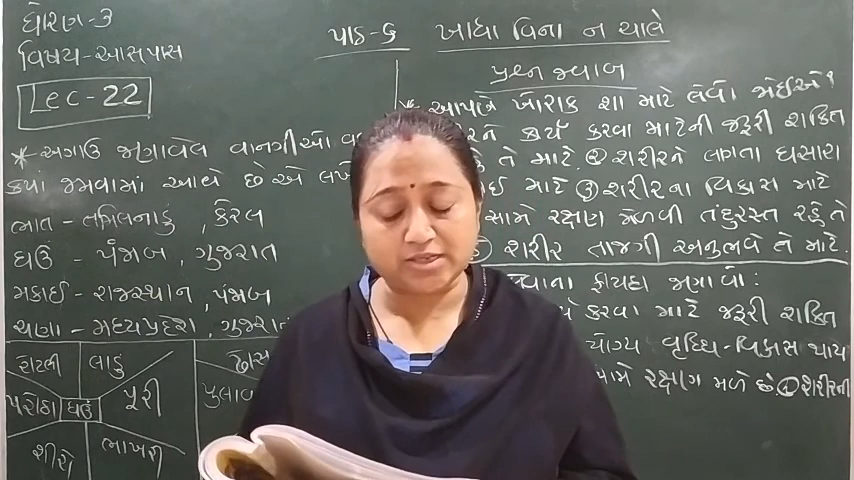 ધોરણ-૩
વિષય-આસપાસ
Lec-22
પાઠ-૬ ખાધા વિના ન ચાલે
પ્રશ્ન જવાબ
* અગાઉ જણાવેલ વાનગીઓ
કયાં જમવામાં આવે છે એ લખો
ભાત - તમિલનાડુ, કેરલ
ઘઉં - પંજાબ, ગુજરાત
મકાઈ - રાજસ્થાન, પંજાબ
ચણા - મધ્યપ્રદેશ, ગુજરાત
રોટલી લાડુ
પરોઠા ઘઉં પૂરી
શીરો ભાખરી
પુલાવ
* આપણે ખોરાક શા માટે લેવો જોઈએ?
કાર્ય કરવા માટેની જરૂરી શક્તિ
તે માટે. ② શરીરને લાગતા ઘસારા
માટે ③ શરીરના વિકાસ માટે
સામે રક્ષણ મેળવી તંદુરસ્ત રહે તે
શરીર તાજગી અનુભવે તે માટે.
ફાયદા જણાવો:
કરવા માટે જરૂરી શક્તિ
યોગ્ય વૃધ્ધિ-વિકાસ થાય
સામે રક્ષણ મળે છે. ④ શરીરની